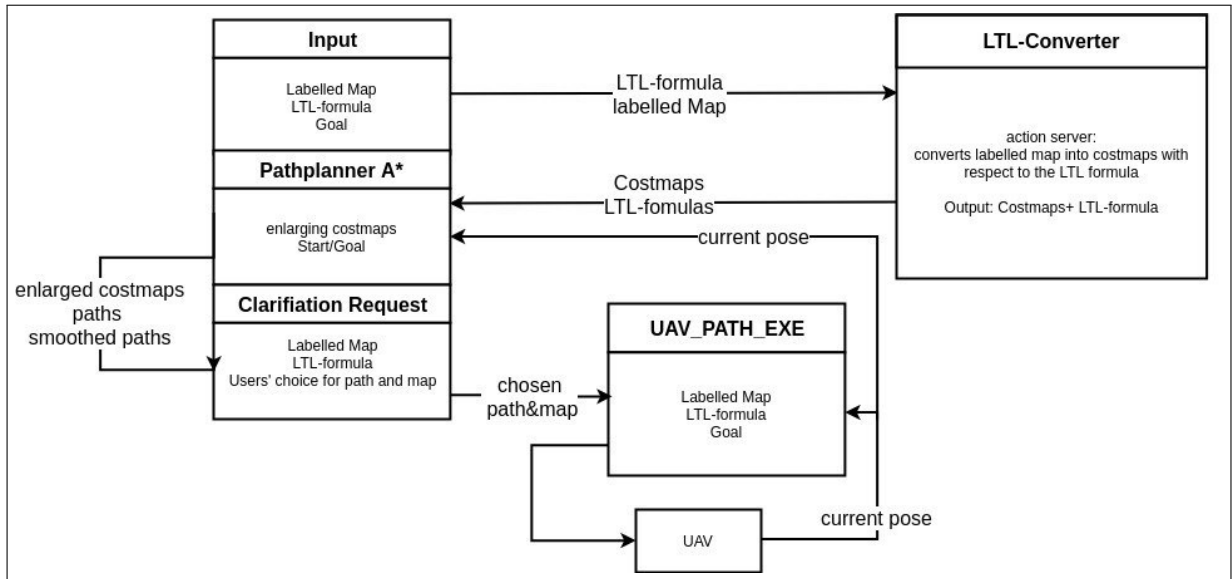 Input
Labelled Map
LTL-formula
Goal
LTL-formula
labelled Map
LTL-Converter
action server:
converts labelled map into costmaps with
respect to the LTL formula
Output: Costmaps+ LTL-formula
Pathplanner A*
enlarging costmaps
Start/Goal
Costmaps
LTL-fomulas
current pose
enlarged costmaps
paths
smoothed paths
Clarifiation Request
Labelled Map
LTL-formula
Users' choice for path and map
chosen
path&map
UAV_PATH_EXE
Labelled Map
LTL-formula
Goal
UAV
current pose